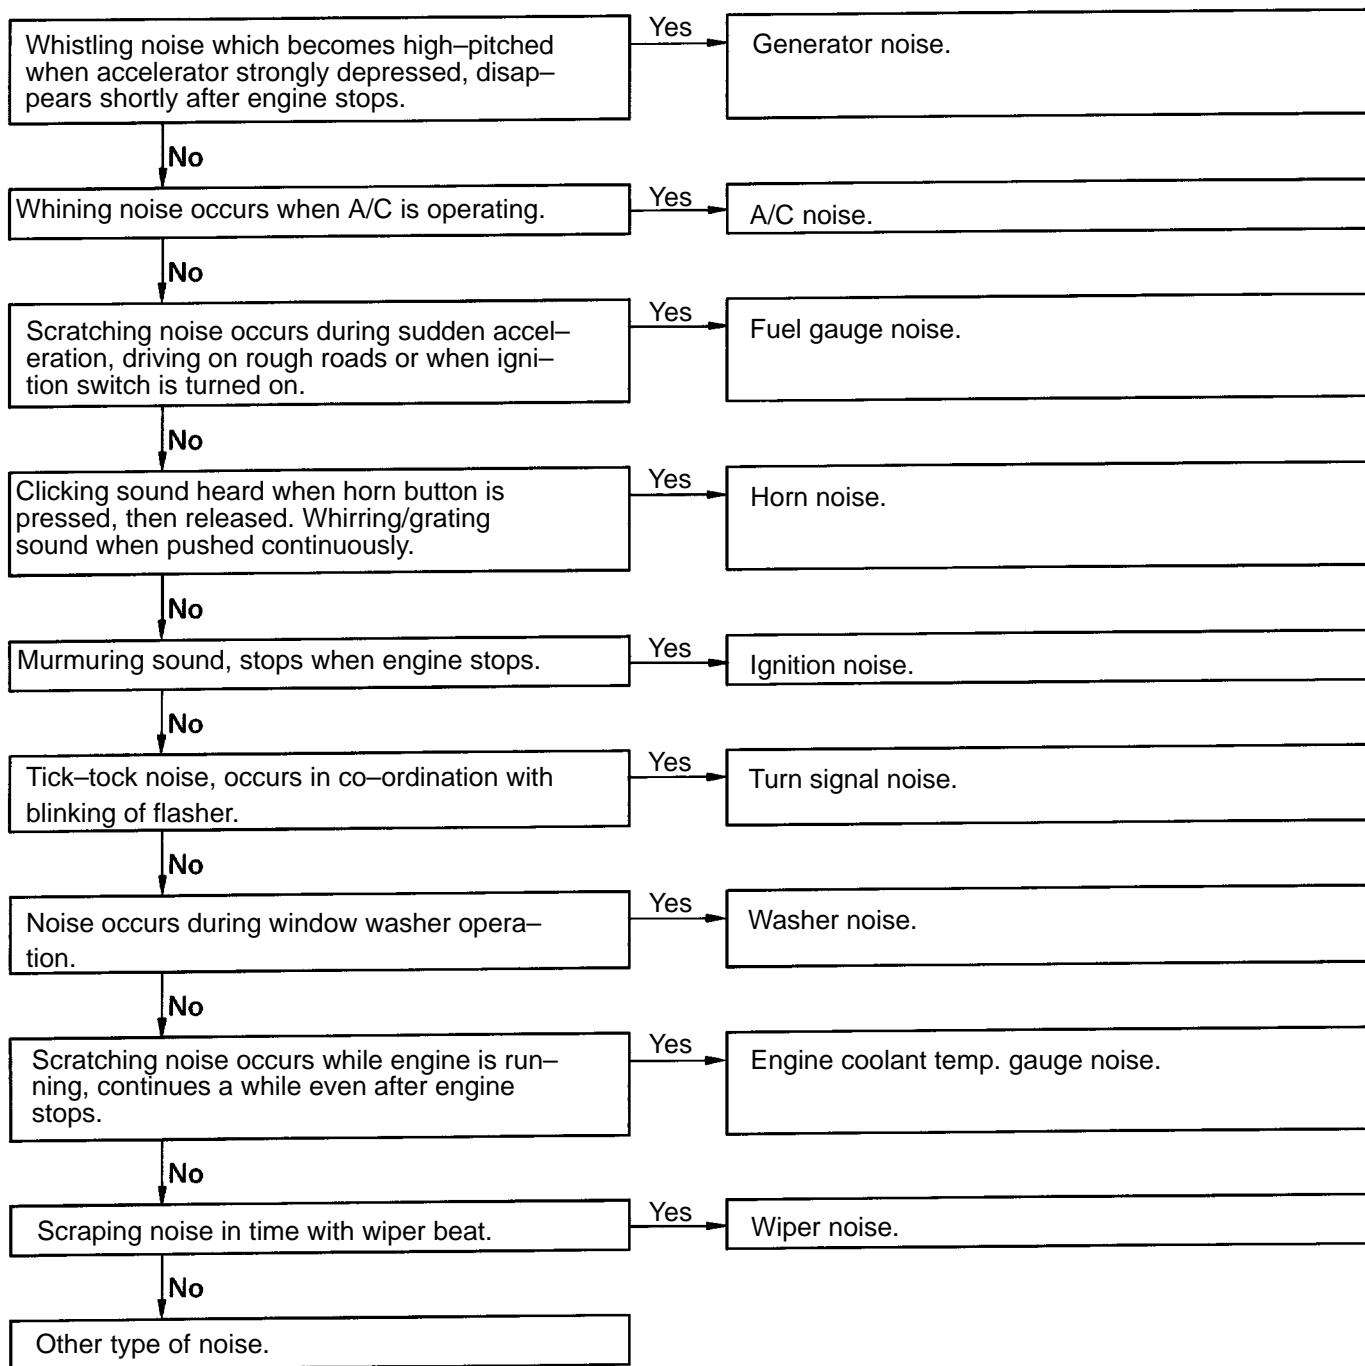 Whistling noise which becomes high–pitched
when accelerator strongly depressed, disap–
pears shortly after engine stops.
Yes
Generator noise.
No
Whining noise occurs when A/C is operating.
Yes
A/C noise.
No
Scratching noise occurs during sudden accel–
eration, driving on rough roads or when igni–
tion switch is turned on.
Yes
Fuel gauge noise.
No
Clicking sound heard when horn button is
pressed, then released. Whirring/grating
sound when pushed continuously.
Yes
Horn noise.
No
Murmuring sound, stops when engine stops.
Yes
Ignition noise.
No
Tick–tock noise, occurs in co–ordination with
blinking of flasher.
Yes
Turn signal noise.
No
Noise occurs during window washer opera–
tion.
Yes
Washer noise.
No
Scratching noise occurs while engine is run–
ning, continues a while even after engine
stops.
Yes
Engine coolant temp. gauge noise.
No
Scraping noise in time with wiper beat.
Yes
Wiper noise.
No
Other type of noise.